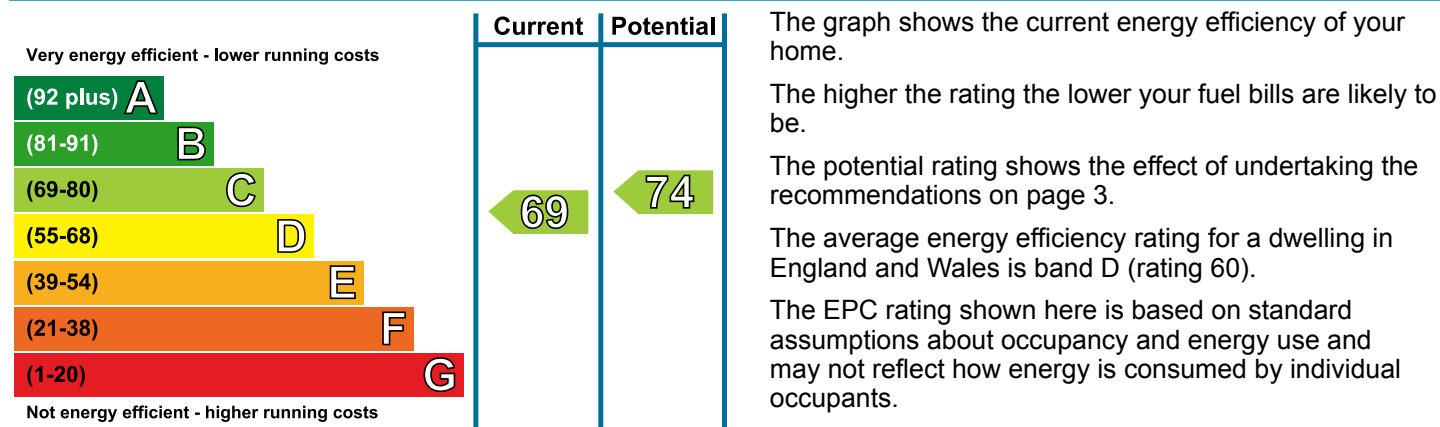 Current Potential
Very energy efficient - lower running costs
(92 plus) A
(81-91) B
(69-80) C
(55-68) D
(39-54) E
(21-38) F
(1-20) G
Not energy efficient - higher running costs
69
74
The graph shows the current energy efficiency of your
home.
The higher the rating the lower your fuel bills are likely to
be.
The potential rating shows the effect of undertaking the
recommendations on page 3.
The average energy efficiency rating for a dwelling in
England and Wales is band D (rating 60).
The EPC rating shown here is based on standard
assumptions about occupancy and energy use and
may not reflect how energy is consumed by individual
occupants.